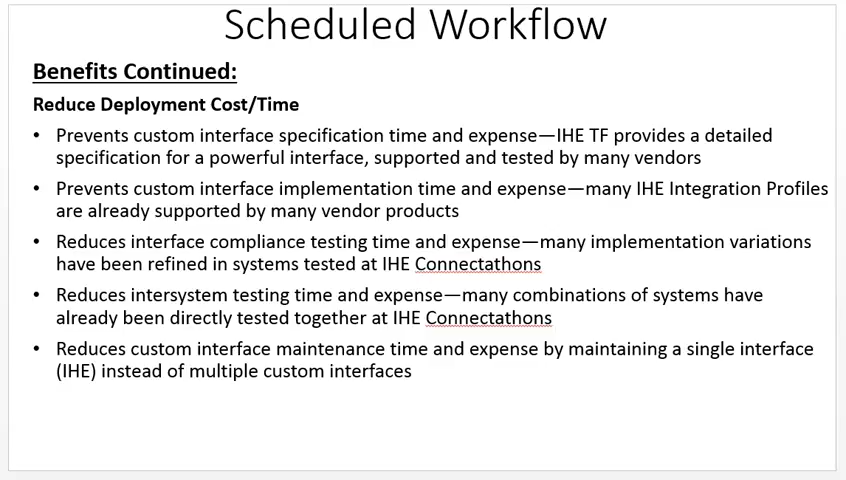 Scheduled Workflow
Benefits Continued:
Reduce Deployment Cost/Time
• Prevents custom interface specification time and expense—IHE TF provides a detailed
specification for a powerful interface, supported and tested by many vendors
• Prevents custom interface implementation time and expense—many IHE Integration Profiles
are already supported by many vendor products
• Reduces interface compliance testing time and expense—many implementation variations
have been refined in systems tested at IHE Connectathons
• Reduces intersystem testing time and expense—many combinations of systems have
already been directly tested together at IHE Connectathons
• Reduces custom interface maintenance time and expense by maintaining a single interface
(IHE) instead of multiple custom interfaces